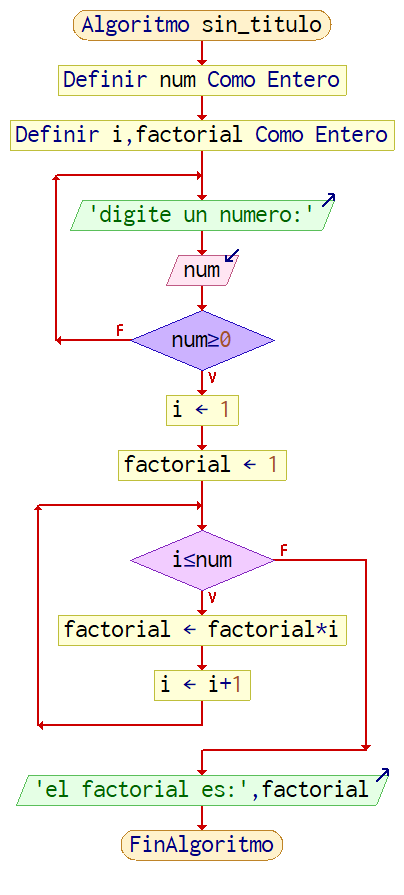 Algoritmo sin_titulo
Definir num Como Entero
Definir i,factorial Como Entero
'digite un numero:'
num
F
num≥0
V
i ← 1
factorial ← 1
F
i≤num
V
factorial ← factorial*i
i ← i+1
'el factorial es:',factorial
FinAlgoritmo